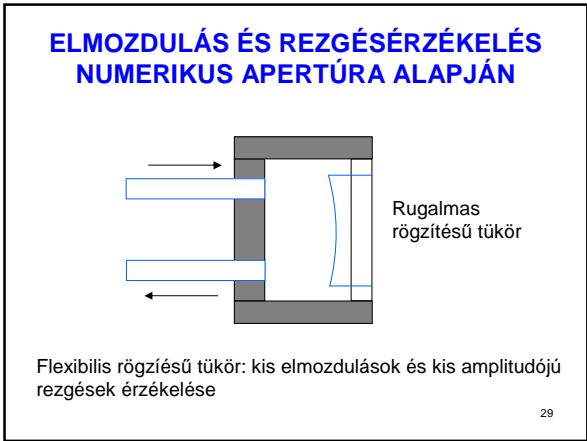 ELMOZDULÁS ÉS REZGÉSÉRZÉKELÉS
NUMERIKUS APERTÚRA ALAPJÁN
Rugalmas
rögzítésű tükör
Flexibilis rögzíésű tükör: kis elmozdulások és kis amplitudójú
rezgések érzékelése
29